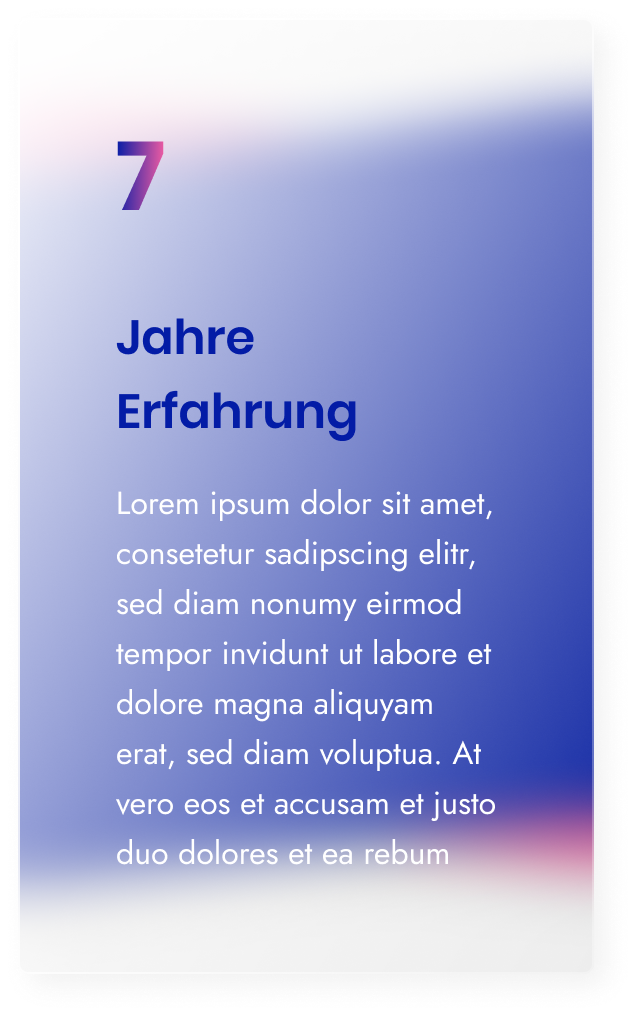 7
Jahre
Erfahrung
Lorem ipsum dolor sit amet,
consetetur sadipscing elitr,
sed diam nonumy eirmod
tempor invidunt ut labore et
dolore magna aliquyam
erat, sed diam voluptua. At
vero eos et accusam et justo
duo dolores et ea rebum